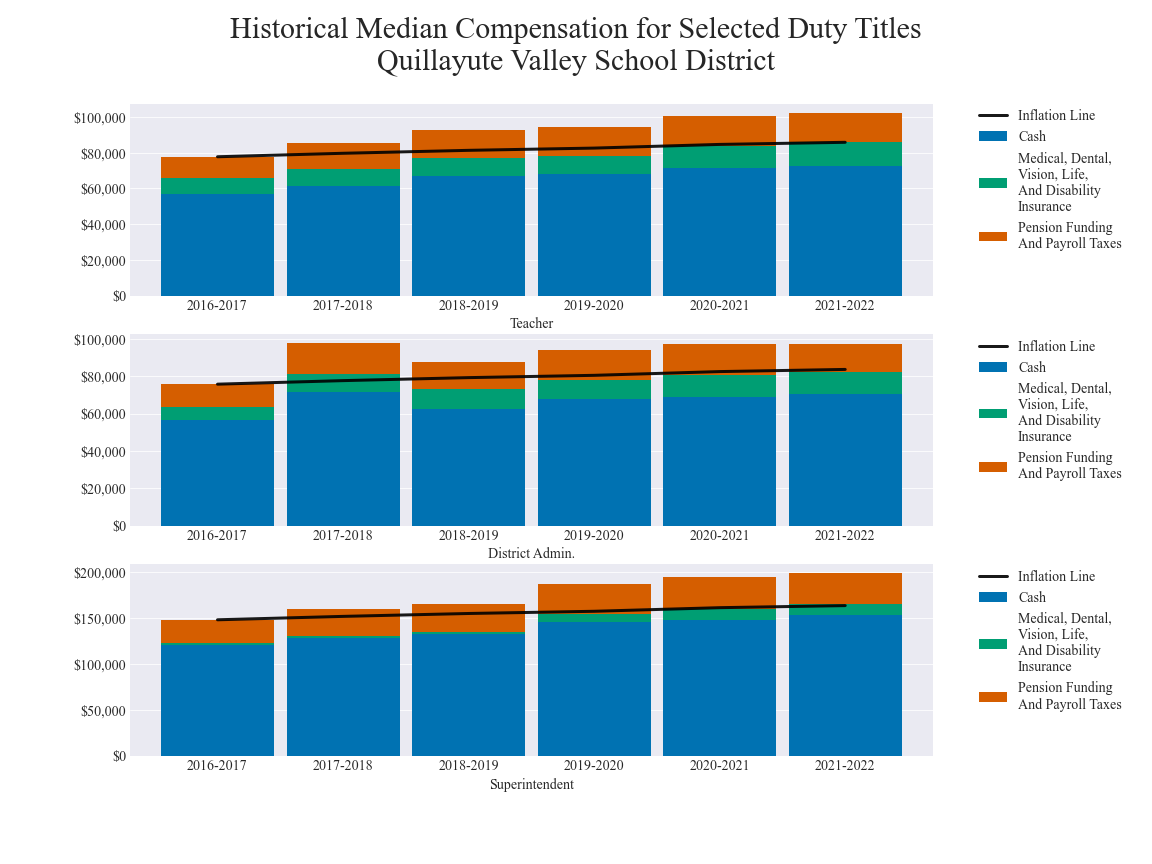 Historical Median Compensation for Selected Duty Titles
Quillayute Valley School District
$100,000
$80,000
$60,000
$40,000
$20,000
$0
2016-2017 2017-2018 2018-2019 2019-2020 2020-2021 2021-2022
Teacher
Inflation Line
Cash
Medical, Dental,
Vision, Life,
And Disability
Insurance
Pension Funding
And Payroll Taxes
$100,000
$80,000
$60,000
$40,000
$20,000
$0
2016-2017 2017-2018 2018-2019 2019-2020 2020-2021 2021-2022
District Admin.
Inflation Line
Cash
Medical, Dental,
Vision, Life,
And Disability
Insurance
Pension Funding
And Payroll Taxes
$200,000
$150,000
$100,000
$50,000
$0
2016-2017 2017-2018 2018-2019 2019-2020 2020-2021 2021-2022
Superintendent
Inflation Line
Cash
Medical, Dental,
Vision, Life,
And Disability
Insurance
Pension Funding
And Payroll Taxes